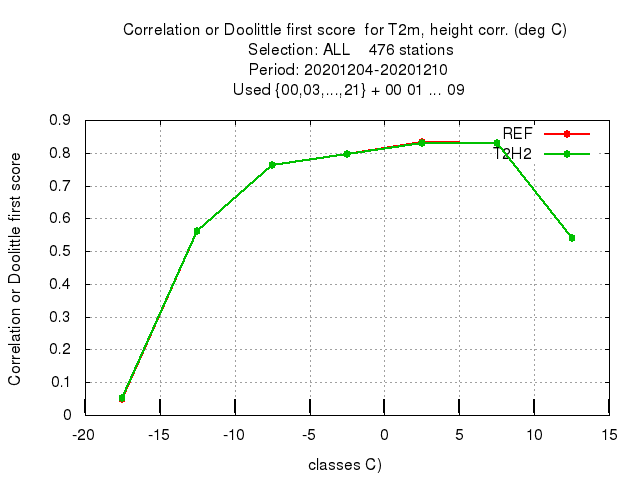 Correlation or Doolittle first score  for T2m, height corr. (deg C)
Selection: ALL    476 stations
Period: 20201204-20201210
Used {00,03,...,21} + 00 01 ... 09
Correlation or Doolittle first score
0.9
0.8
0.7
0.6
0.5
0.4
0.3
0.2
0.1
0
REF
T2H2
-20 -15 -10 -5 0 5 10 15
classes C)